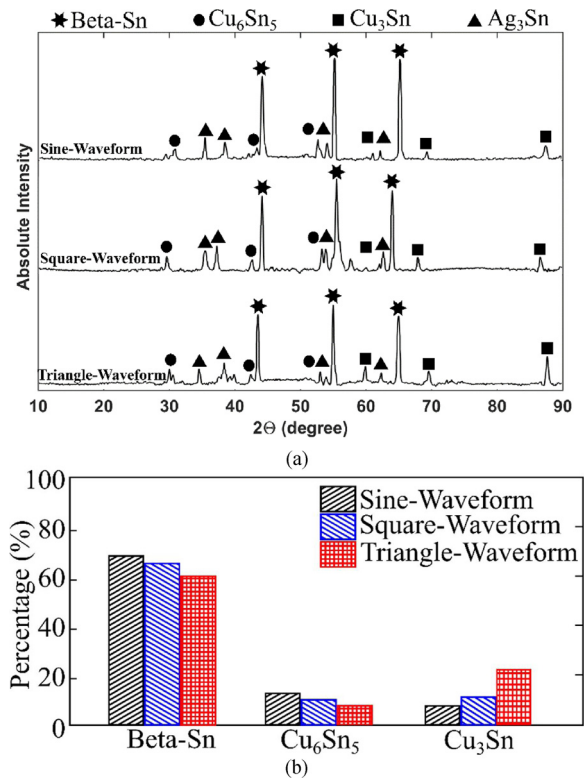 Beta-Sn Cu6Sn5 Cu3Sn Ag3Sn
Absolute Intensity
Sine-Waveform
Square-Waveform
Triangle-Waveform
10 20 30 40 50 60 70 80 90
2Θ (degree)
(a)
Percentage (%)
100
80
60
40
20
0
Sine-Waveform
Square-Waveform
Triangle-Waveform
Beta-Sn Cu6Sn5 Cu3Sn
(b)